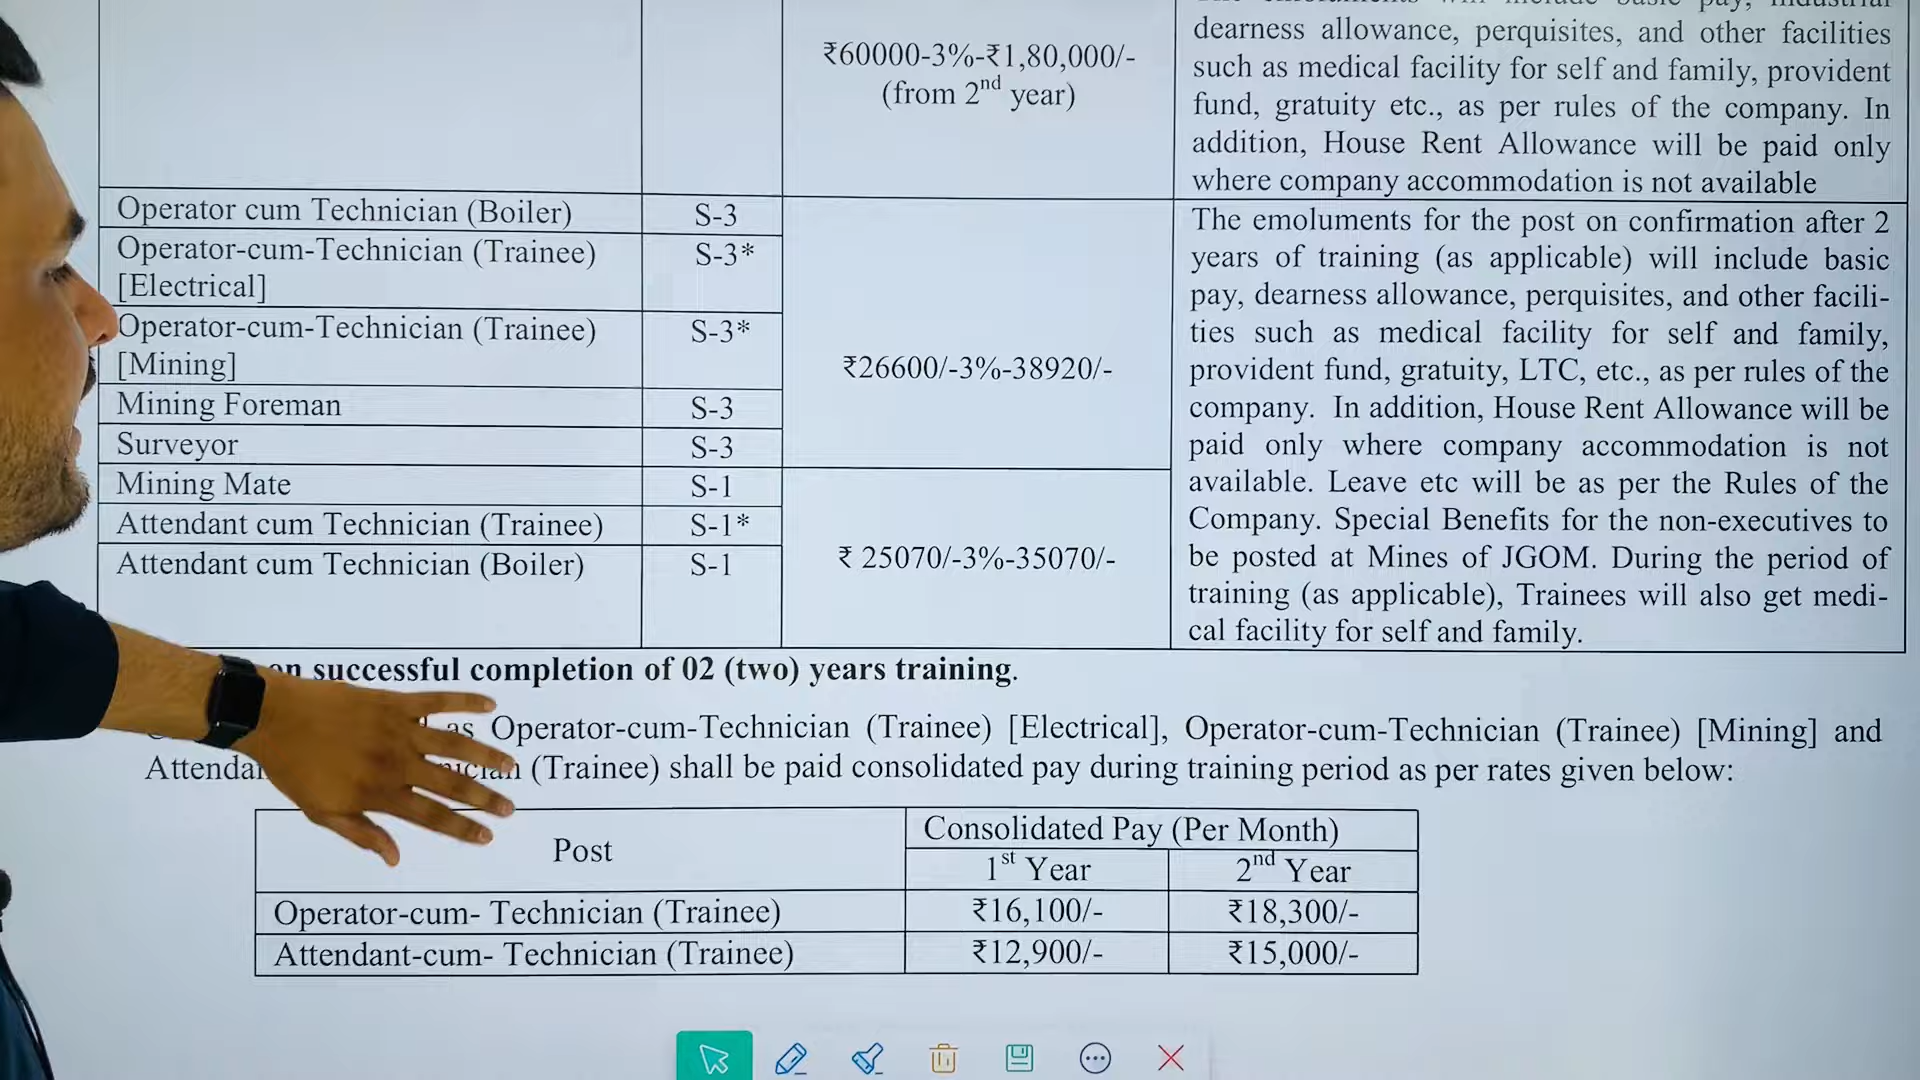 ₹60000-3%-₹1,80,000/-
(from 2nd year)
dearness allowance, perquisites, and other facilities
such as medical facility for self and family, provident
fund, gratuity etc., as per rules of the company. In
addition, House Rent Allowance will be paid only
where company accommodation is not available
Operator cum Technician (Boiler) S-3
Operator-cum-Technician (Trainee) S-3*
[Electrical]
Operator-cum-Technician (Trainee) S-3*
[Mining]
Mining Foreman S-3
Surveyor S-3
₹26600/-3%-38920/-
Mining Mate S-1
Attendant cum Technician (Trainee) S-1*
Attendant cum Technician (Boiler) S-1
₹ 25070/-3%-35070/-
The emoluments for the post on confirmation after 2
years of training (as applicable) will include basic
pay, dearness allowance, perquisites, and other facili-
ties such as medical facility for self and family,
provident fund, gratuity, LTC, etc., as per rules of the
company. In addition, House Rent Allowance will be
paid only where company accommodation is not
available. Leave etc will be as per the Rules of the
Company. Special Benefits for the non-executives to
be posted at Mines of JGOM. During the period of
training (as applicable), Trainees will also get medi-
cal facility for self and family.
successful completion of 02 (two) years training.
as Operator-cum-Technician (Trainee) [Electrical], Operator-cum-Technician (Trainee) [Mining] and
(Trainee) shall be paid consolidated pay during training period as per rates given below:
Post Consolidated Pay (Per Month)
1st Year 2nd Year
Operator-cum- Technician (Trainee) ₹16,100/- ₹18,300/-
Attendant-cum- Technician (Trainee) ₹12,900/- ₹15,000/-